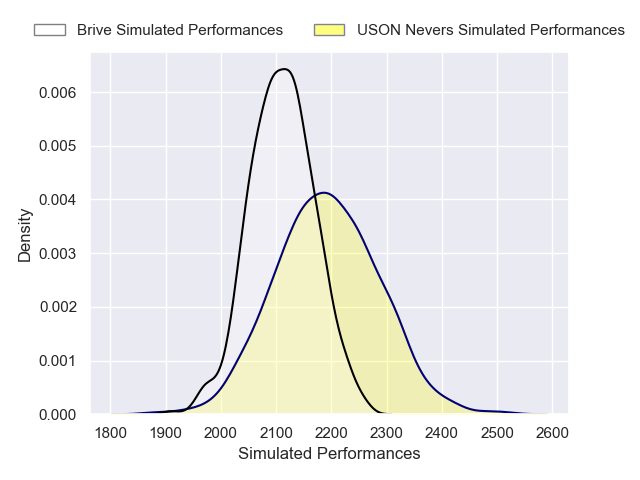 Brive Simulated Performances
USON Nevers Simulated Performances
0.006
0.005
0.004
0.003
0.002
0.001
0.000
Density
1800 1900 2000 2100 2200 2300 2400 2500 2600
Simulated Performances